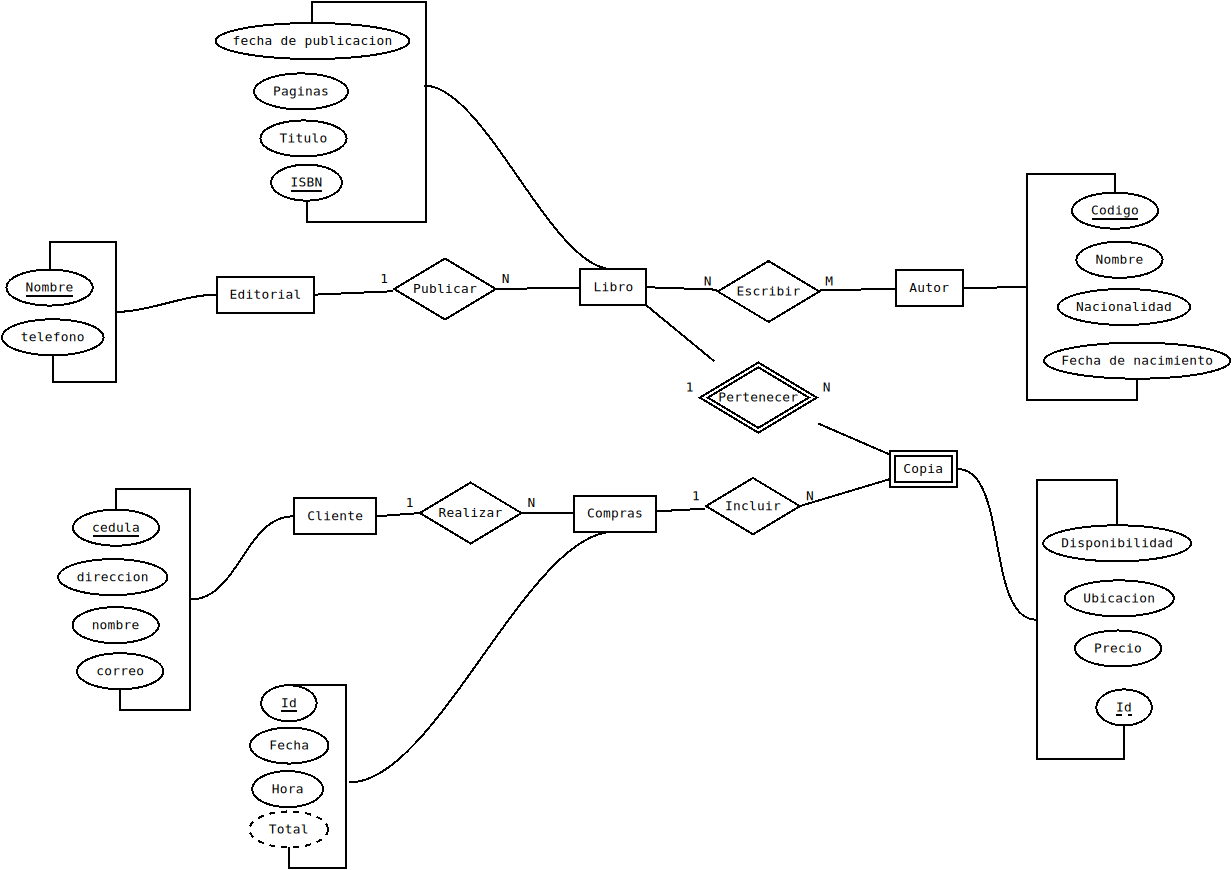 fecha de publicacion
Paginas
Titulo
ISBN
Nombre
telefono
Editorial
1
Publicar
N
Libro
N
Escribir
M
Autor
Codigo
Nombre
Nacionalidad
Fecha de nacimiento
1
Pertenecer
N
Copia
cedula
direccion
nombre
correo
Cliente
1
Realizar
N
Compras
1
Incluir
N
Disponibilidad
Ubicacion
Precio
Id
Id
Fecha
Hora
Total